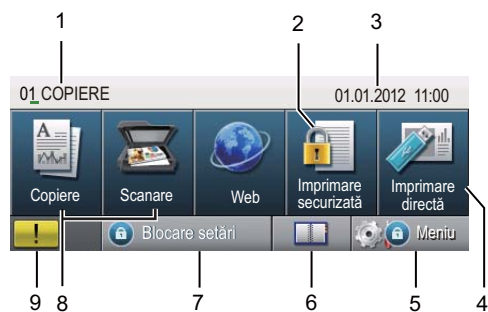 1 2 3
01 COPIERE 01.01.2012 11:00
A
Copiere Scanare Web Imprimare securizată Imprimare directă
! Blocare setări Meniu
9 8 7 6 5 4